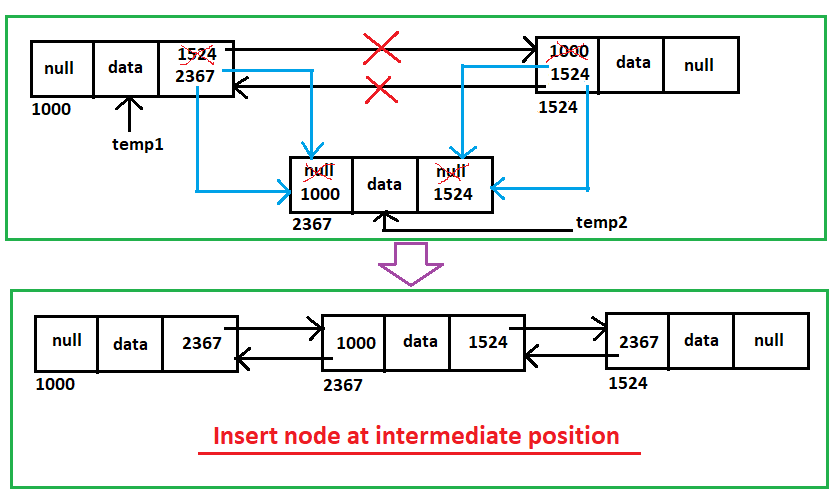 null data 1524 1000 data null
2367 1524
1000 1524
temp1
null null
1000 data 1524
2367 temp2
null data 2367 1000 data 1524 2367 data null
1000 2367 1524
Insert node at intermediate position